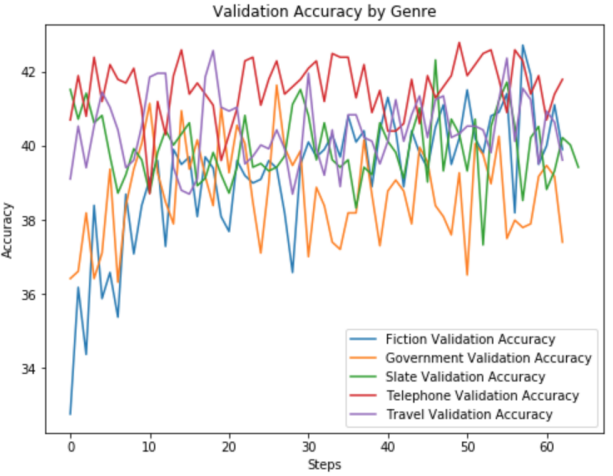 Validation Accuracy by Genre
Accuracy
42
40
38
36
34
0
10
20
30
40
50
60
Steps
Fiction Validation Accuracy
Government Validation Accuracy
Slate Validation Accuracy
Telephone Validation Accuracy
Travel Validation Accuracy